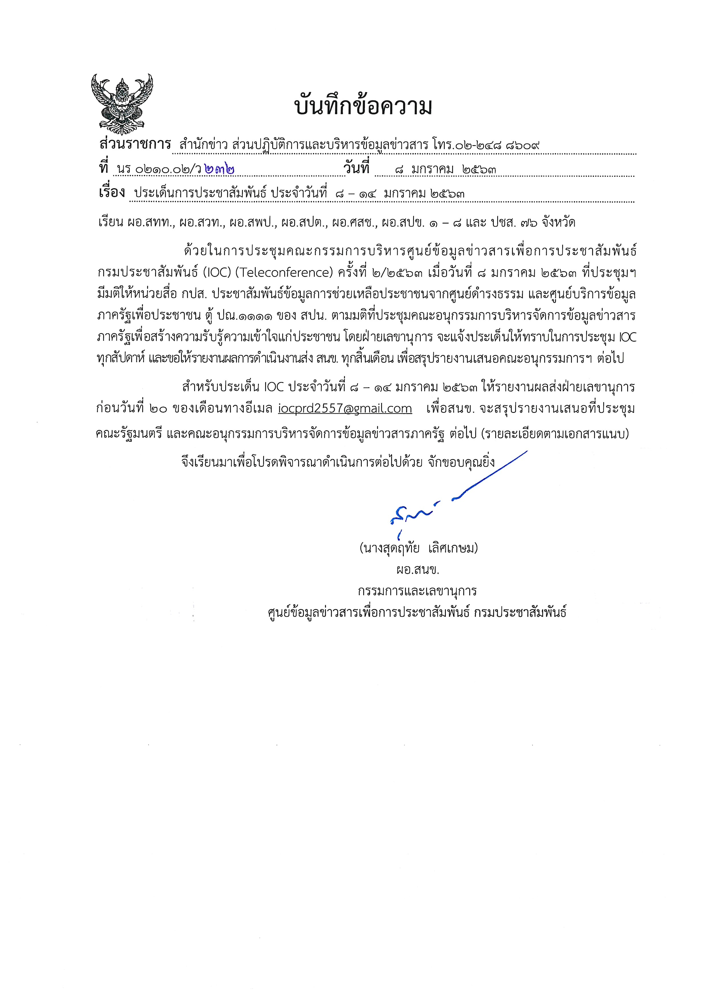 บันทึกข้อความ
ส่วนราชการ สำนักข่าว ส่วนปฏิบัติการและบริหารข้อมูลข่าวสาร โทร.๐๒-๒๔๘ ๘๖๐๙
ที่ นร ๐๒๑๐.๐๒/ว ๒๓๒ วันที่ ๘ มกราคม ๒๕๖๓
เรื่อง ประเด็นการประชาสัมพันธ์ ประจำวันที่ ๘ – ๑๔ มกราคม ๒๕๖๓
เรียน ผอ.สทท., ผอ.สวท., ผอ.สพป., ผอ.สปต., ผอ.ศสช., ผอ.สปข. ๑ – ๘ และ ปชส. ๗๖ จังหวัด
ด้วยในการประชุมคณะกรรมการบริหารศูนย์ข้อมูลข่าวสารเพื่อการประชาสัมพันธ์
กรมประชาสัมพันธ์ (IOC) (Teleconference) ครั้งที่ ๒/๒๕๖๓ เมื่อวันที่ ๘ มกราคม ๒๕๖๓ ที่ประชุมฯ
มีมติให้หน่วยสื่อ กปส. ประชาสัมพันธ์ข้อมูลการช่วยเหลือประชาชนจากศูนย์ดำรงธรรม และศูนย์บริการข้อมูล
ภาครัฐเพื่อประชาชน ตู้ ปณ.๑๑๑๑ ของ สปน. ตามมติที่ประชุมคณะอนุกรรมการบริหารจัดการข้อมูลข่าวสาร
ภาครัฐเพื่อสร้างความรับรู้ความเข้าใจแก่ประชาชน โดยฝ่ายเลขานุการ จะแจ้งประเด็นให้ทราบในการประชุม IOC
ทุกสัปดาห์ และขอให้รายงานผลการดำเนินงานส่ง สนข. ทุกสิ้นเดือน เพื่อสรุปรายงานเสนอคณะอนุกรรมการฯ ต่อไป
สำหรับประเด็น IOC ประจำวันที่ ๘ – ๑๔ มกราคม ๒๕๖๓ ให้รายงานผลส่งฝ่ายเลขานุการ
ก่อนวันที่ ๒๐ ของเดือนทางอีเมล iocprd2557@gmail.com เพื่อสนข. จะสรุปรายงานเสนอที่ประชุม
คณะรัฐมนตรี และคณะอนุกรรมการบริหารจัดการข้อมูลข่าวสารภาครัฐ ต่อไป (รายละเอียดตามเอกสารแนบ)
จึงเรียนมาเพื่อโปรดพิจารณาดำเนินการต่อไปด้วย จักขอบคุณยิ่ง
(นางสุดฤทัย เลิศเกษม)
ผอ.สนข.
กรรมการและเลขานุการ
ศูนย์ข้อมูลข่าวสารเพื่อการประชาสัมพันธ์ กรมประชาสัมพันธ์